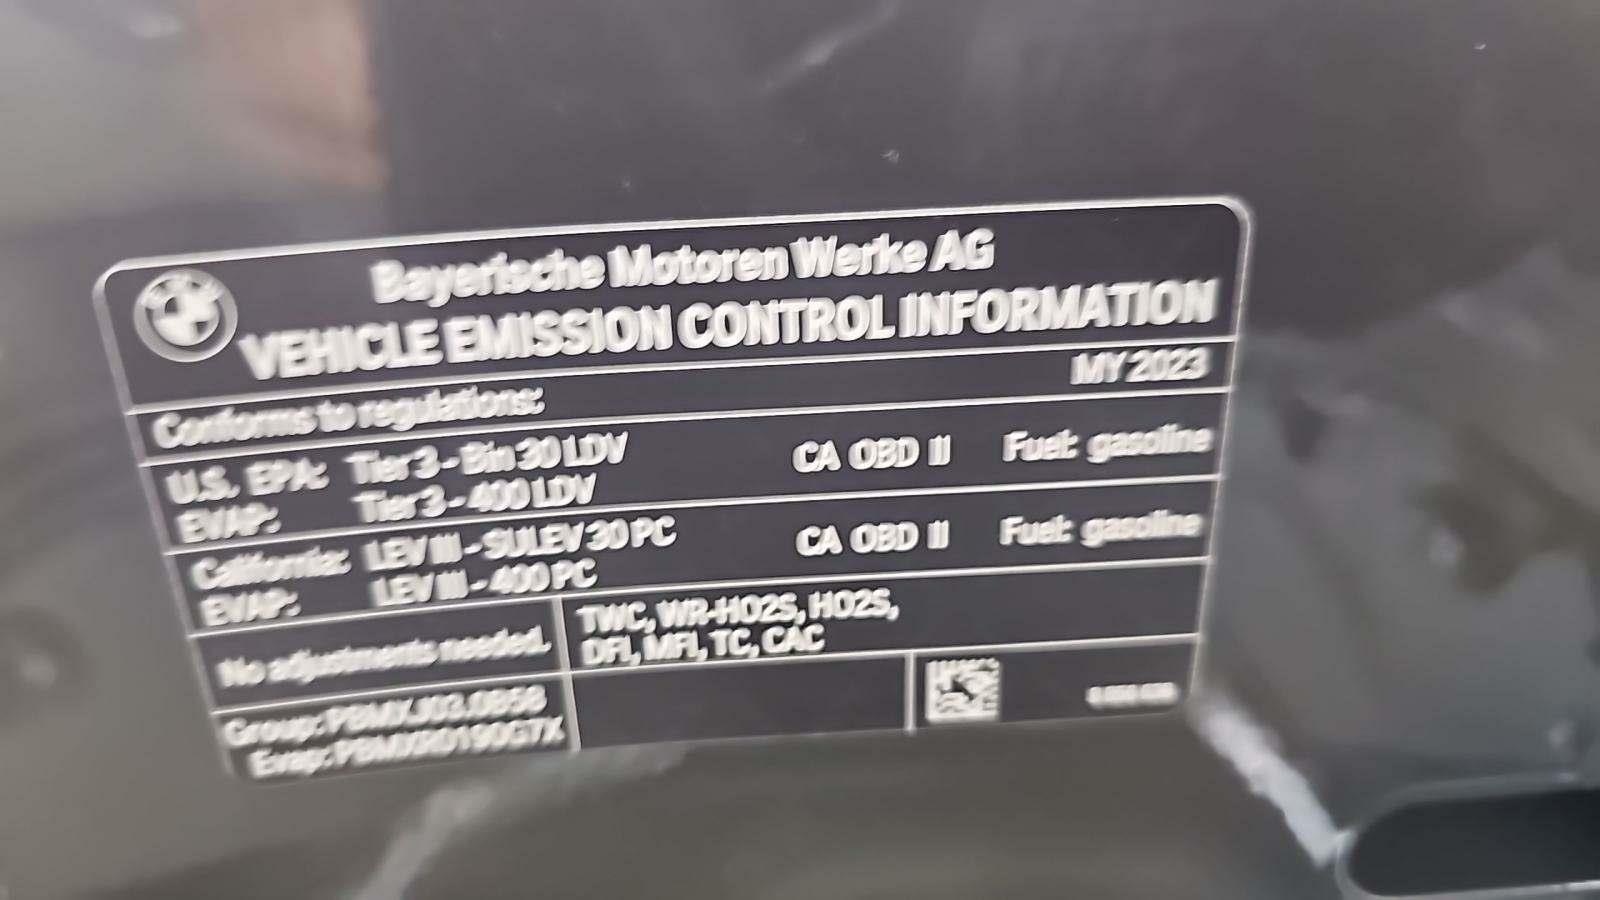 Bayerische Motoren Werke AG
VEHICLE EMISSION CONTROL INFORMATION
MY 2023
Conforms to regulations:
U.S. EPA: Tier 3 - Bin 30 LDV CA OBD II Fuel: gasoline
EVAP: Tier 3 - 400 LDV
California: LEV III - SULEV 30 PC CA OBD II Fuel: gasoline
EVAP: LEV III - 400 PC
No adjustments needed.
TWC, WR-HO2S, HO2S,
DFI, MFI, TC, CAC
Group: PBMXJ03.0B58
Evap: PBMXR0190G7X